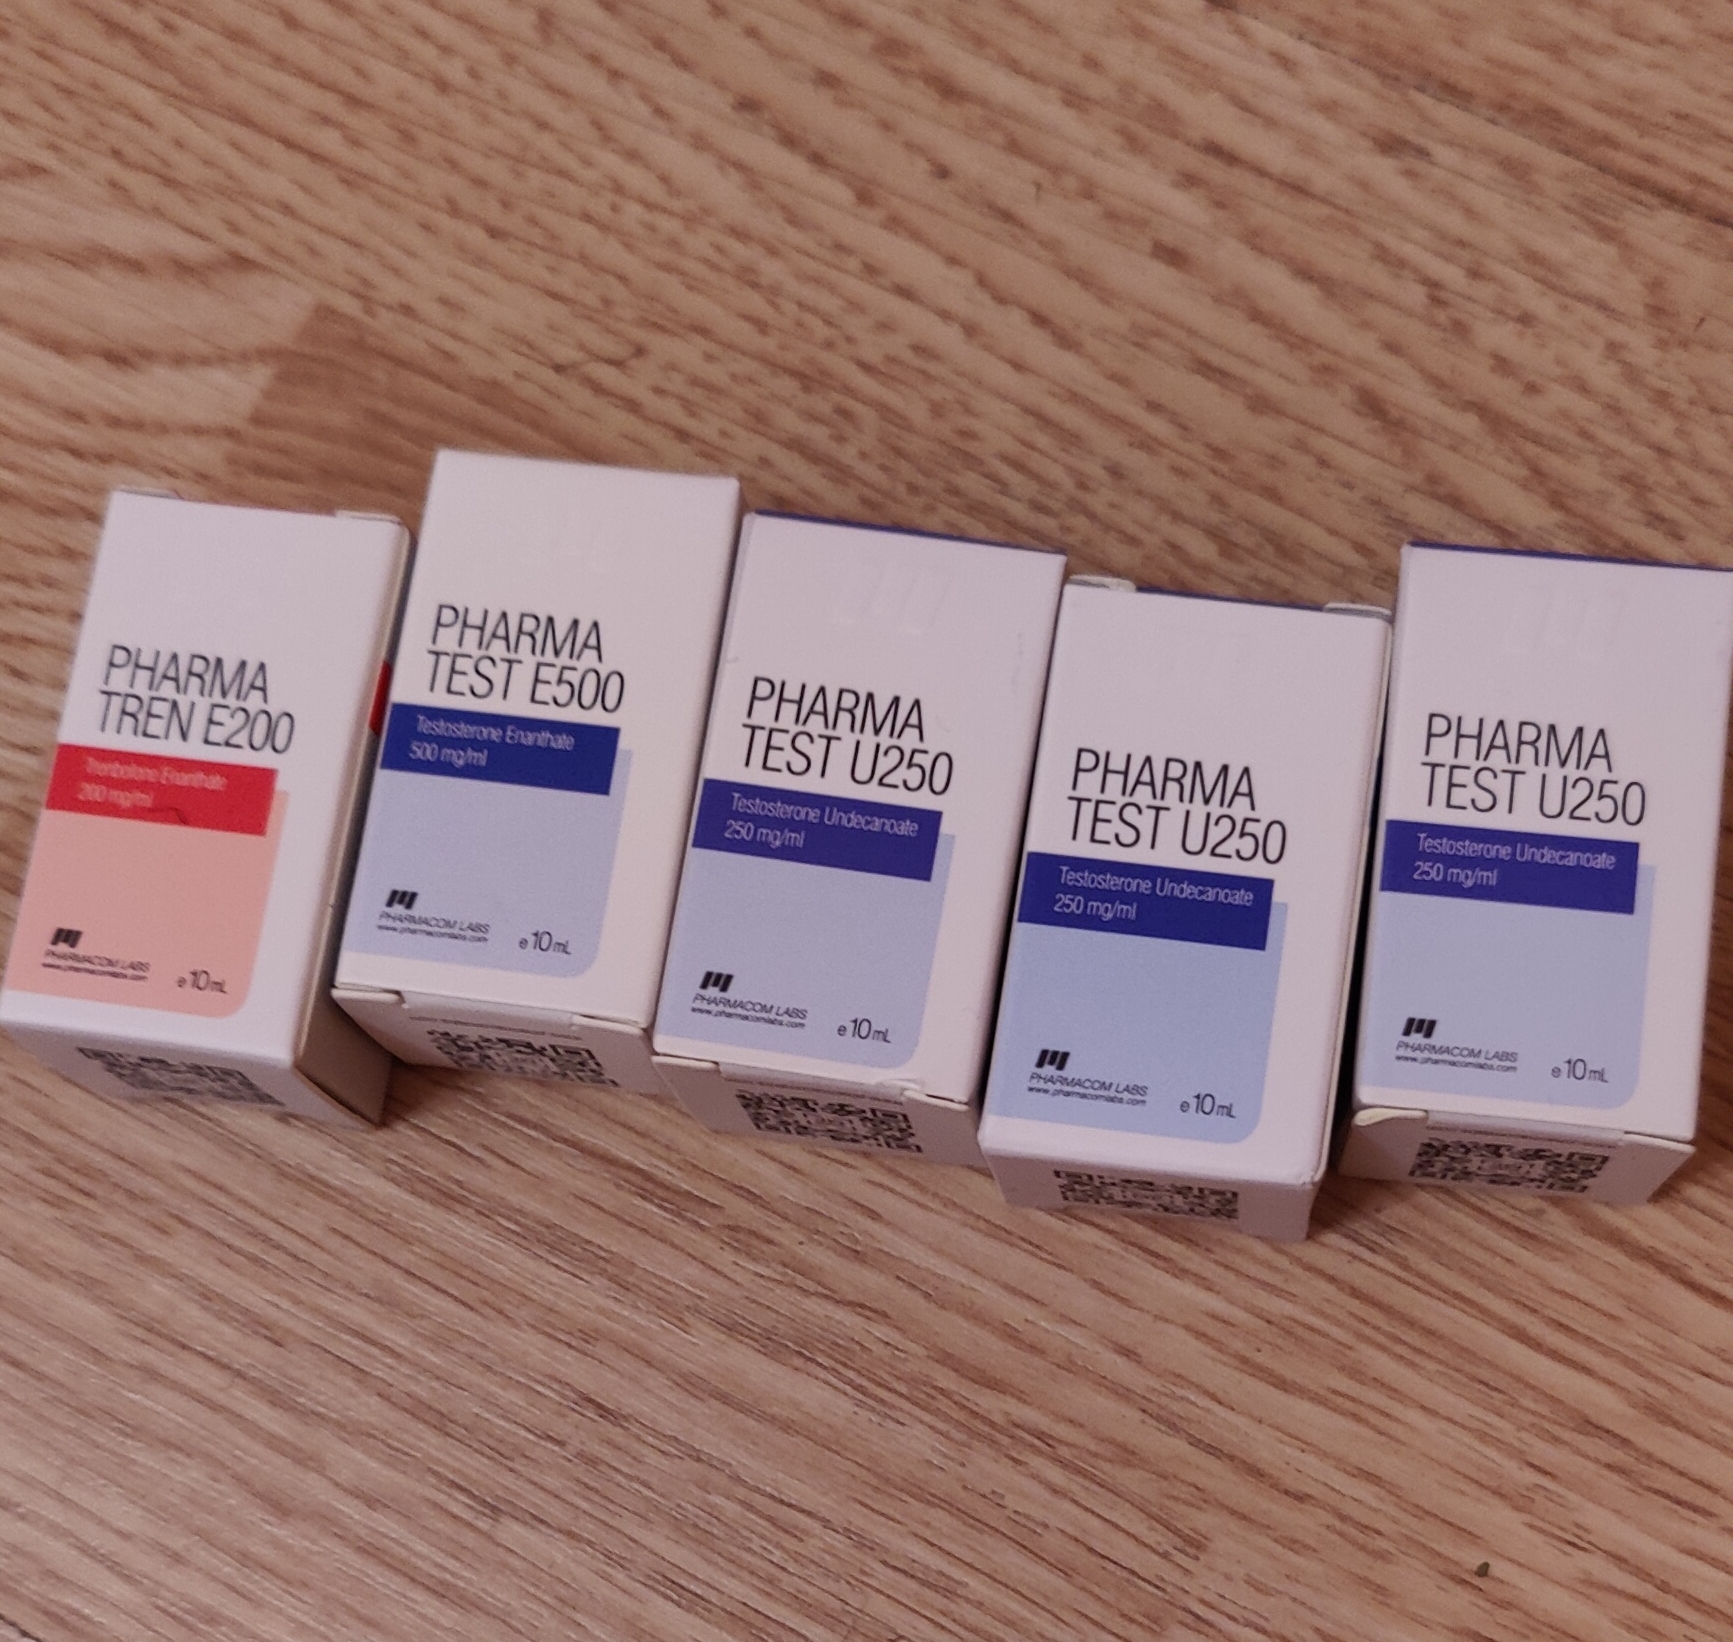 PHARMA
TREN E200
Trenbolone Enanthate
200 mg/ml
PHARMACOM LABS
www.pharmacomlabs.com
e 10 mL
PHARMA
TEST E500
Testosterone Enanthate
500 mg/ml
PHARMACOM LABS
www.pharmacomlabs.com
e 10 mL
PHARMA
TEST U250
Testosterone Undecanoate
250 mg/ml
PHARMACOM LABS
www.pharmacomlabs.com
e 10 mL
PHARMA
TEST U250
Testosterone Undecanoate
250 mg/ml
PHARMACOM LABS
www.pharmacomlabs.com
e 10 mL
PHARMA
TEST U250
Testosterone Undecanoate
250 mg/ml
PHARMACOM LABS
www.pharmacomlabs.com
e 10 mL